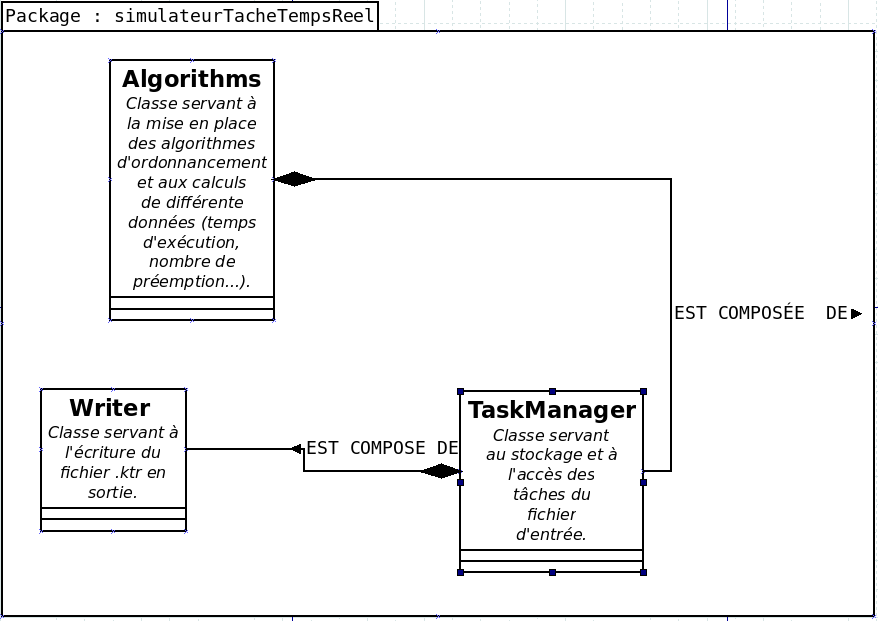 Package : simulateurTacheTempsReel
Algorithms
Classe servant à
la mise en place
des algorithmes
d'ordonnancement
et aux calculs
de différente
données (temps
d'exécution,
nombre de
préemption...).
EST COMPOSÉE  DE
Writer
Classe servant à
l'écriture du
fichier .ktr en
sortie.
EST COMPOSE DE
TaskManager
Classe servant
au stockage et à
l'accès des
tâches du
fichier
d'entrée.